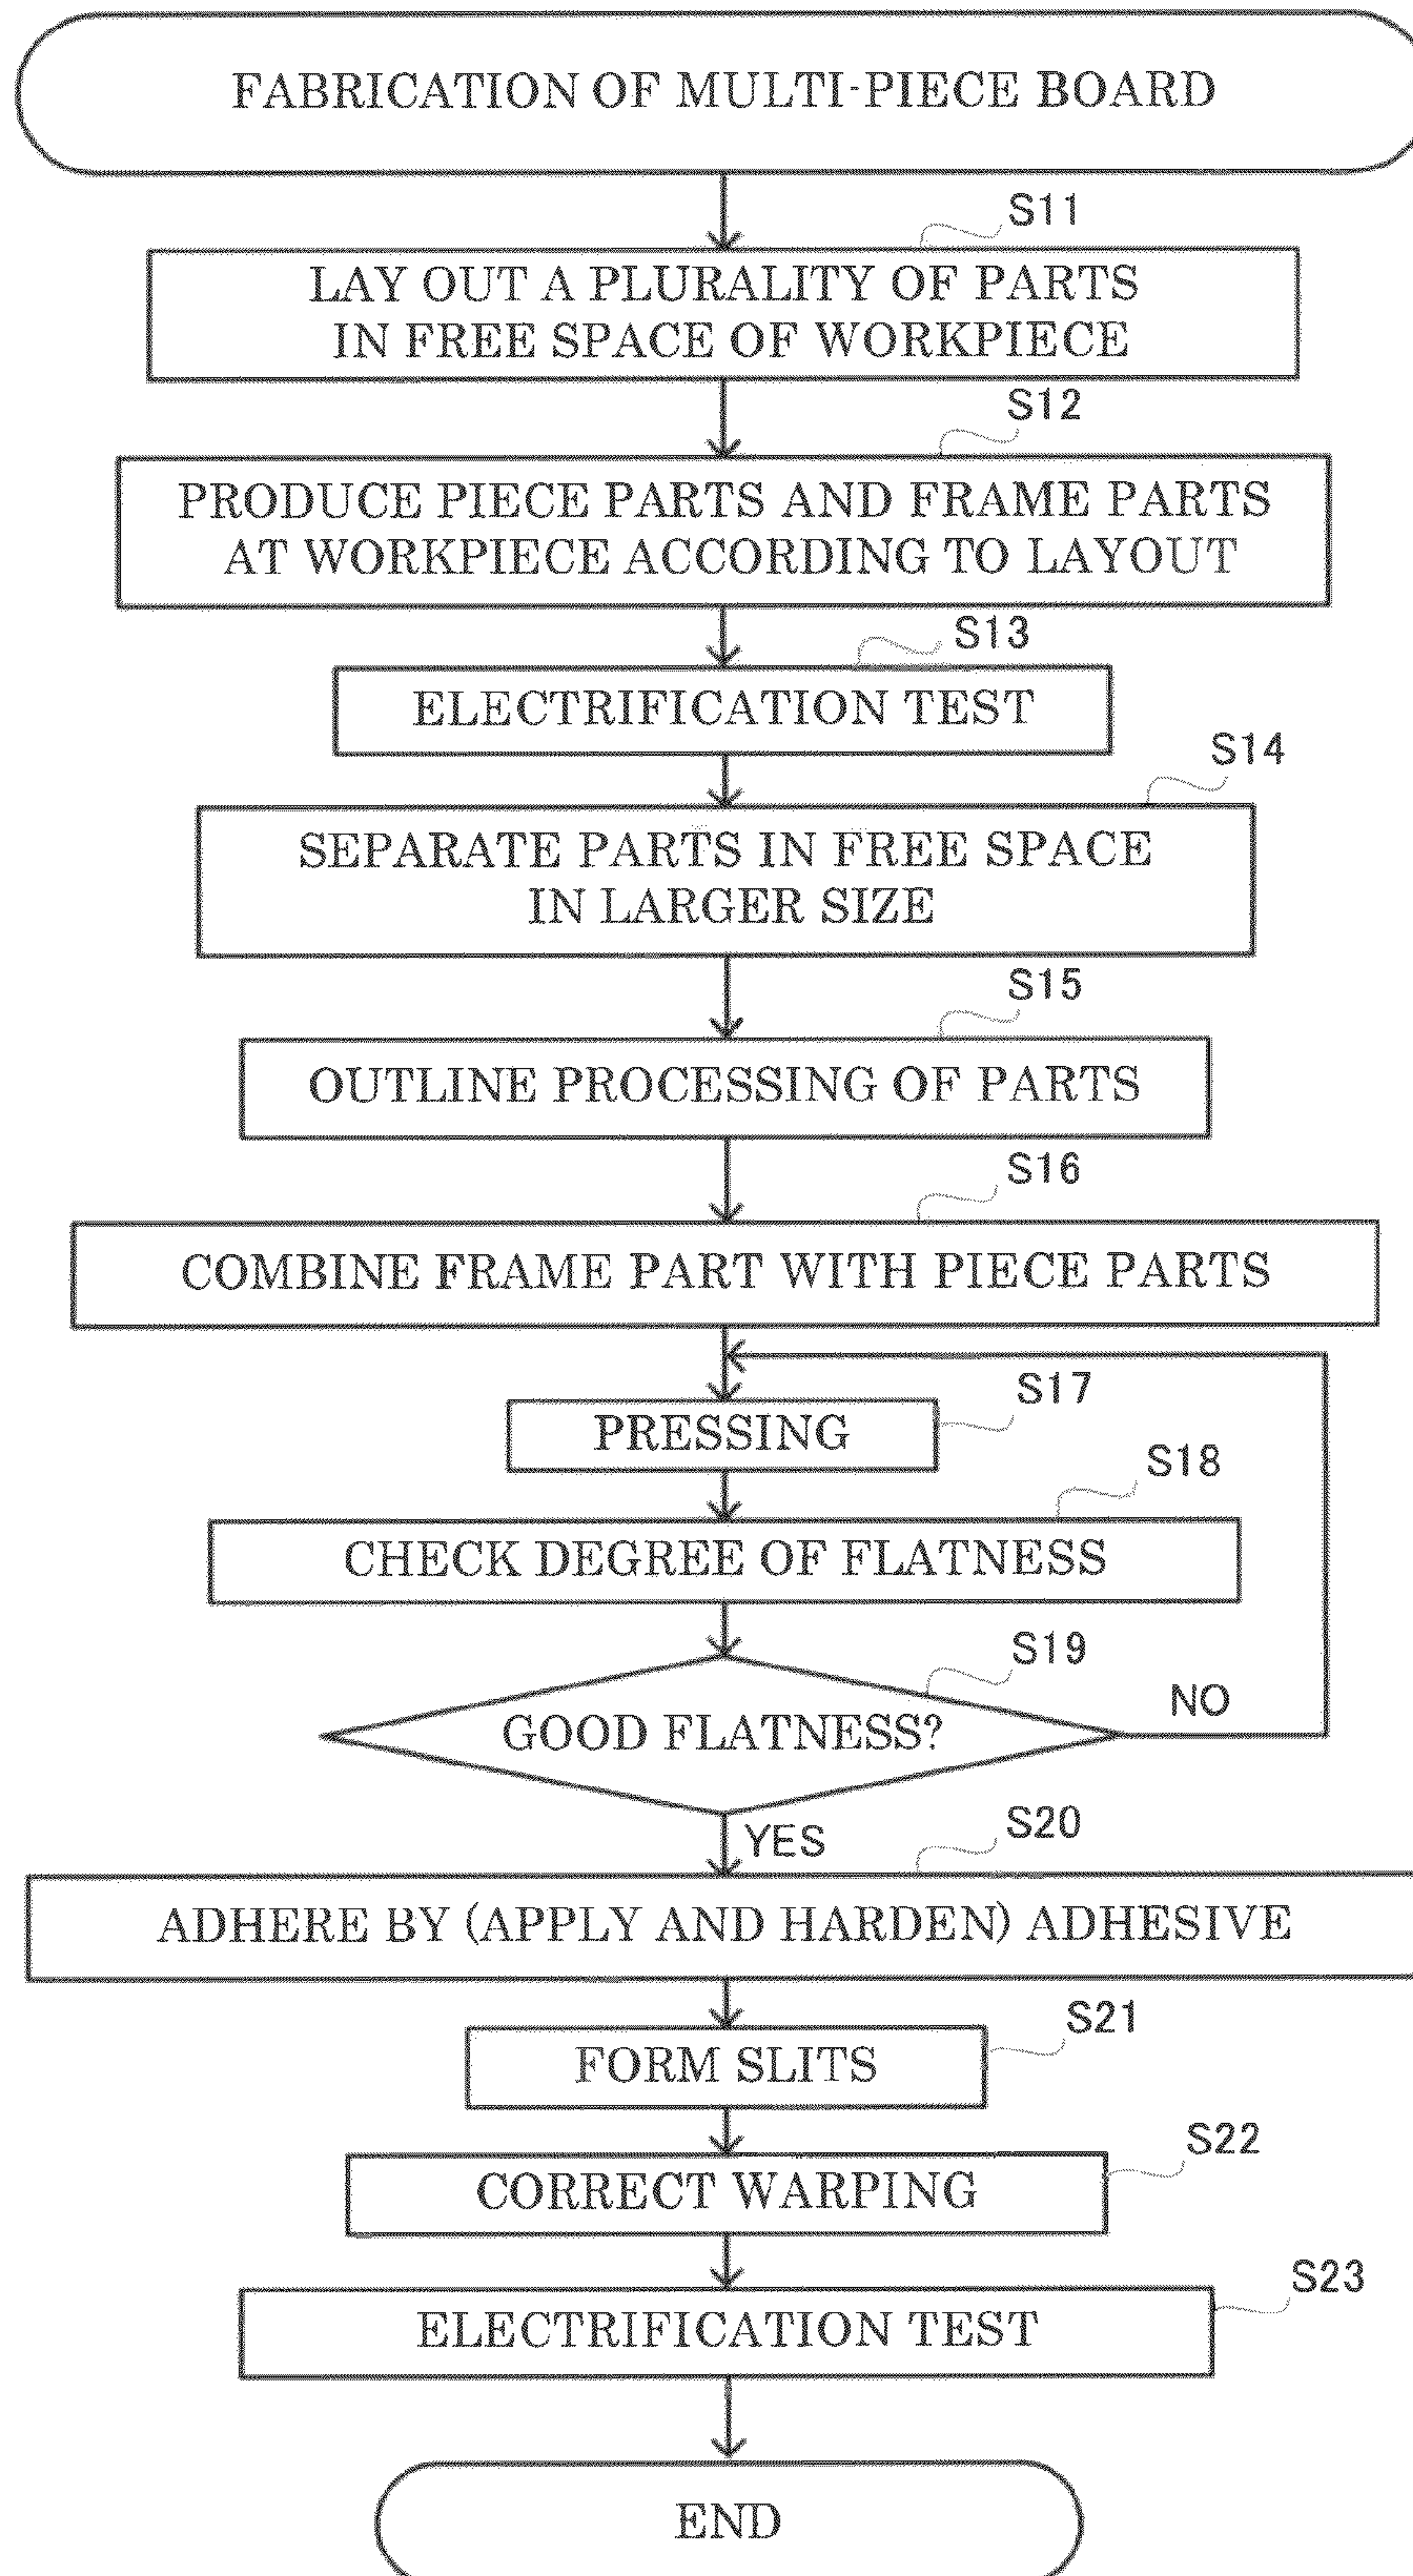 FABRICATION OF MULTI-PIECE BOARD
S11
LAY OUT A PLURALITY OF PARTS
IN FREE SPACE OF WORKPIECE
S12
PRODUCE PIECE PARTS AND FRAME PARTS
AT WORKPIECE ACCORDING TO LAYOUT
S13
ELECTRIFICATION TEST
S14
SEPARATE PARTS IN FREE SPACE
IN LARGER SIZE
S15
OUTLINE PROCESSING OF PARTS
S16
COMBINE FRAME PART WITH PIECE PARTS
S17
PRESSING
S18
CHECK DEGREE OF FLATNESS
S19
GOOD FLATNESS?
NO
YES
S20
ADHERE BY (APPLY AND HARDEN) ADHESIVE
S21
FORM SLITS
S22
CORRECT WARPING
S23
ELECTRIFICATION TEST
END